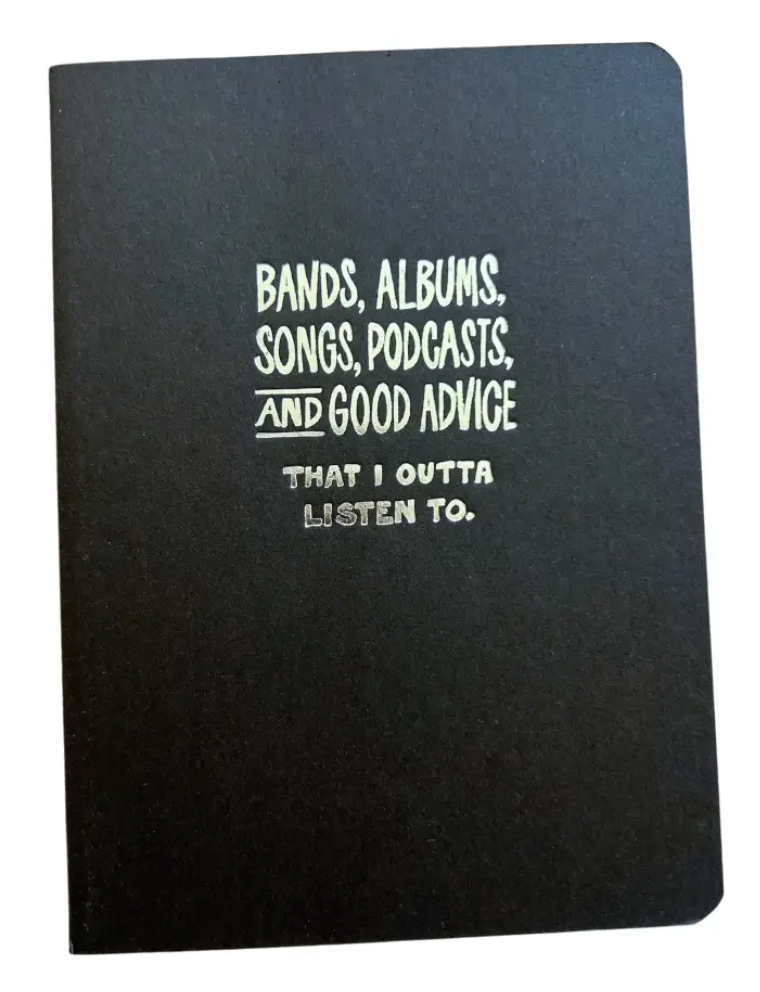 BANDS, ALBUMS,
SONGS, PODCASTS,
AND GOOD ADVICE
THAT I OUTTA
LISTEN TO.